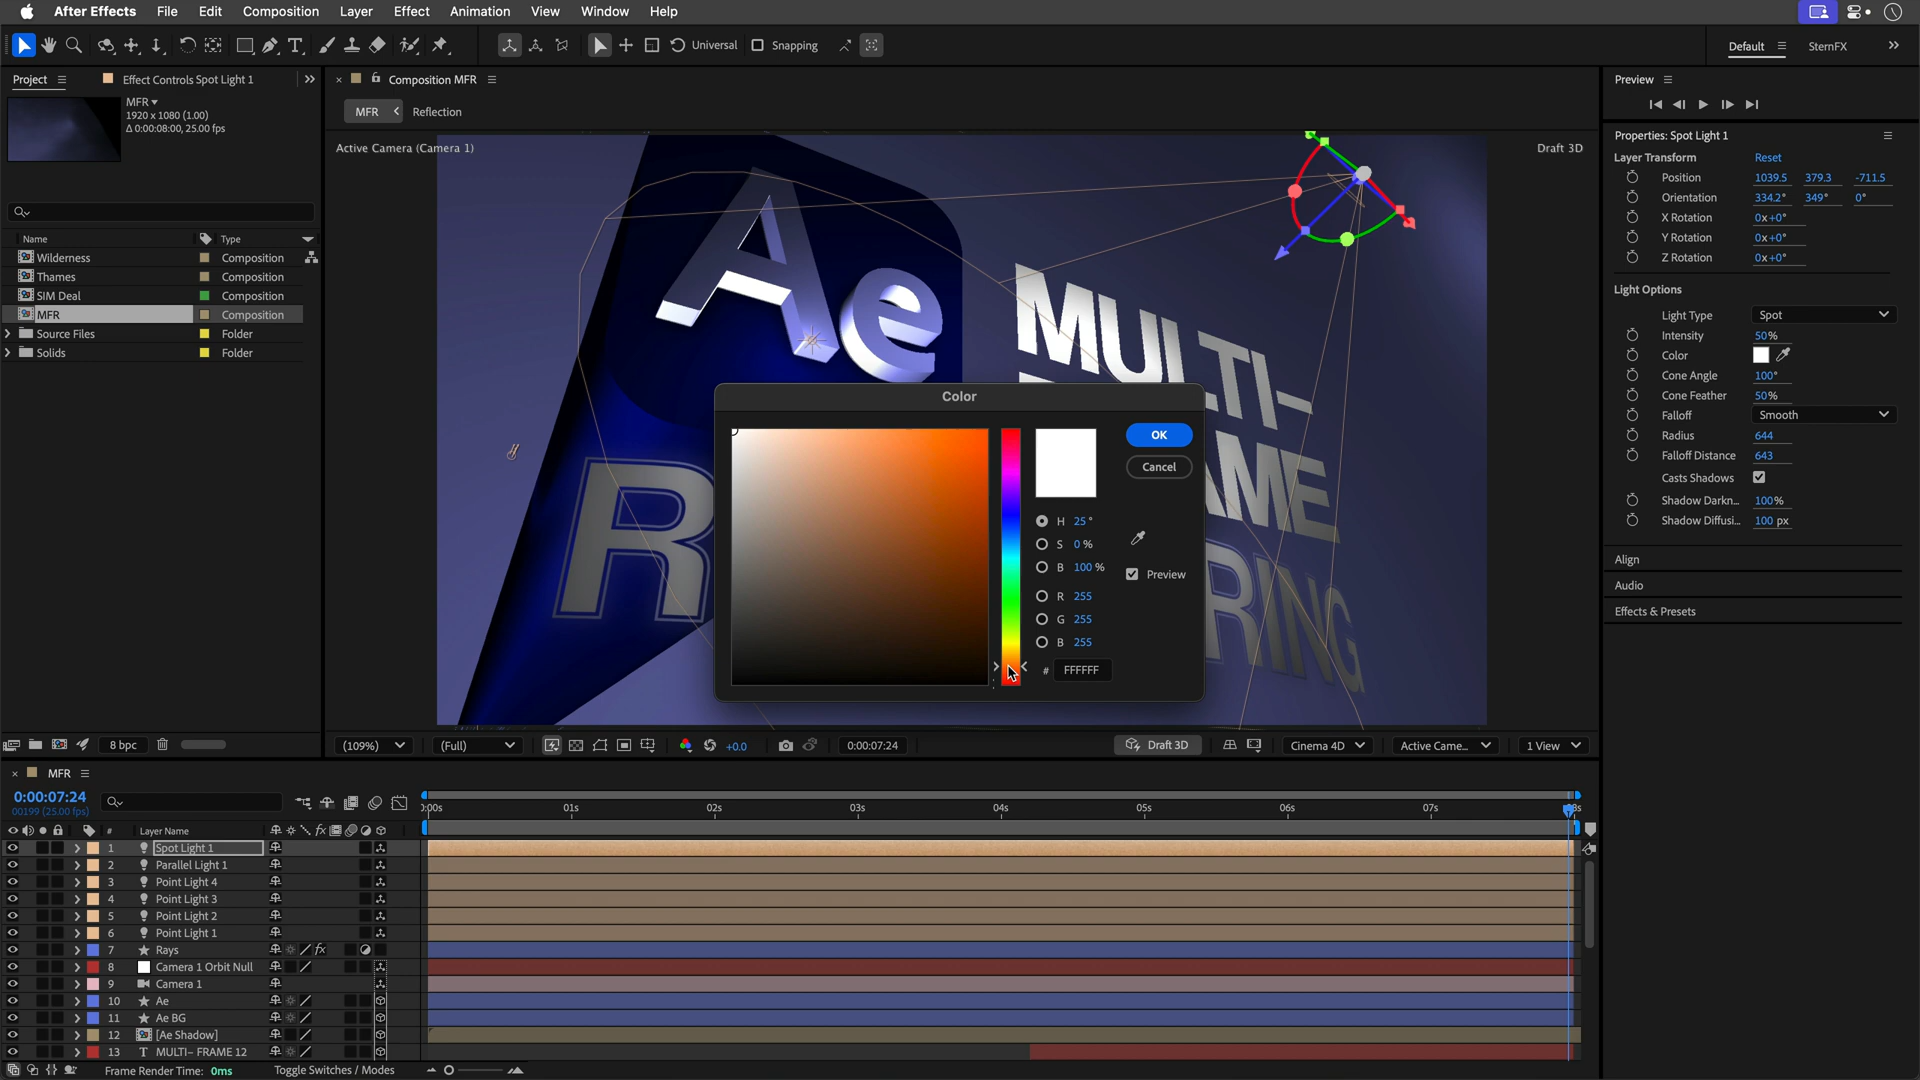 After Effects File Edit Composition Layer Effect Animation View Window Help
Universal Snapping Default SternFX
Project Effect Controls Spot Light 1
MFR
1920 x 1080 (1.00)
Δ 0:00:08:00, 25.00 fps
Name Type
Wilderness Composition
Thames Composition
SIM Deal Composition
MFR Composition
Source Files Folder
Solids Folder
8 bpc
Composition MFR
MFR Reflection
Active Camera (Camera 1)
Draft 3D
Ae
MULTI-
Color
OK
Cancel
H 25 °
S 0 %
B 100 %
Preview
R 255
G 255
B 255
# FFFFFF
(109%) (Full) +0.0 0:00:07:24 Draft 3D Cinema 4D Active Came... 1 View
Preview
Properties: Spot Light 1
Layer Transform Reset
Position 1039.5 379.3 -711.5
Orientation 334.2° 349° 0°
X Rotation 0x+0°
Y Rotation 0x+0°
Z Rotation 0x+0°
Light Options
Light Type Spot
Intensity 50%
Color
Cone Angle 100°
Cone Feather 50%
Falloff Smooth
Radius 644
Falloff Distance 643
Casts Shadows
Shadow Darkn... 100%
Shadow Diffusi... 100 px
Align
Audio
Effects & Presets
MFR
0:00:07:24
00199 (25.00 fps)
:00s 01s 02s 03s 04s 05s 06s 07s
# Layer Name
1 Spot Light 1
2 Parallel Light 1
3 Point Light 4
4 Point Light 3
5 Point Light 2
6 Point Light 1
7 Rays fx
8 Camera 1 Orbit Null
9 Camera 1
10 Ae
11 Ae BG
12 [Ae Shadow]
13 MULTI- FRAME 12
Frame Render Time: 0ms Toggle Switches / Modes